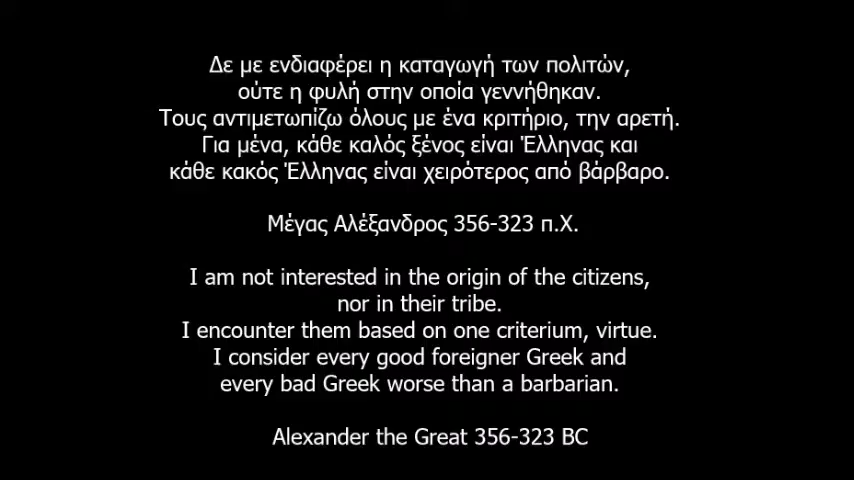 Δε με ενδιαφέρει η καταγωγή των πολιτών,
ούτε η φυλή στην οποία γεννήθηκαν.
Τους αντιμετωπίζω όλους με ένα κριτήριο, την αρετή.
Για μένα, κάθε καλός ξένος είναι Έλληνας και
κάθε κακός Έλληνας είναι χειρότερος από βάρβαρο.
Μέγας Αλέξανδρος 356-323 π.Χ.
I am not interested in the origin of the citizens,
nor in their tribe.
I encounter them based on one criterium, virtue.
I consider every good foreigner Greek and
every bad Greek worse than a barbarian.
Alexander the Great 356-323 BC